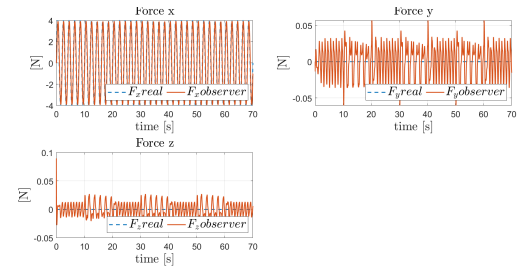 Force x
4
2
0
-2
-4
[N]
0 10 20 30 40 50 60 70
time [s]
F_x real F_x observer
Force y
0.05
0
-0.05
[N]
0 10 20 30 40 50 60 70
time [s]
F_y real F_y observer
Force z
0.1
0.05
0
-0.05
[N]
0 10 20 30 40 50 60 70
time [s]
F_z real F_z observer